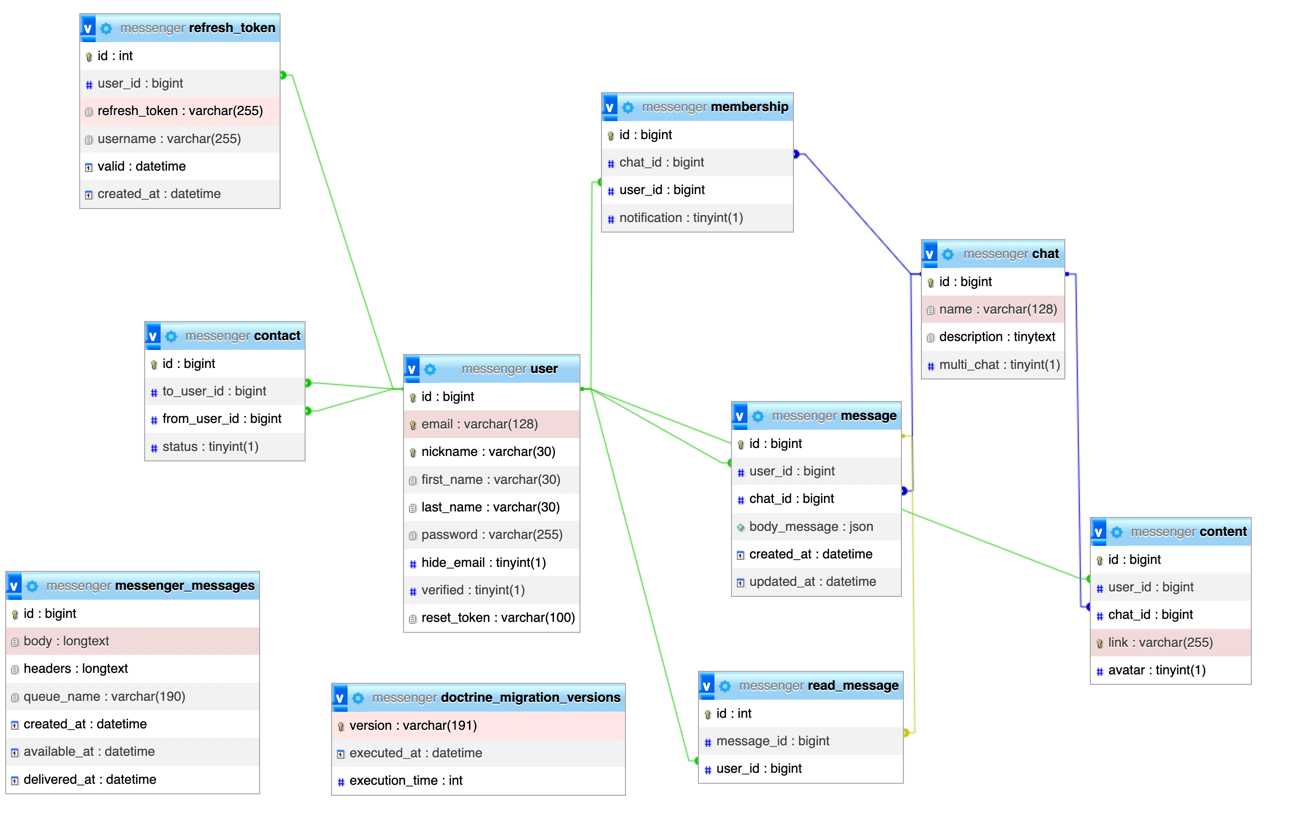 messenger refresh_token
id : int
user_id : bigint
refresh_token : varchar(255)
username : varchar(255)
valid : datetime
created_at : datetime
messenger membership
id : bigint
chat_id : bigint
user_id : bigint
notification : tinyint(1)
messenger chat
id : bigint
name : varchar(128)
description : tinytext
multi_chat : tinyint(1)
messenger contact
id : bigint
to_user_id : bigint
from_user_id : bigint
status : tinyint(1)
messenger user
id : bigint
email : varchar(128)
nickname : varchar(30)
first_name : varchar(30)
last_name : varchar(30)
password : varchar(255)
hide_email : tinyint(1)
verified : tinyint(1)
reset_token : varchar(100)
messenger message
id : bigint
user_id : bigint
chat_id : bigint
body_message : json
created_at : datetime
updated_at : datetime
messenger content
id : bigint
user_id : bigint
chat_id : bigint
link : varchar(255)
avatar : tinyint(1)
messenger messenger_messages
id : bigint
body : longtext
headers : longtext
queue_name : varchar(190)
created_at : datetime
available_at : datetime
delivered_at : datetime
messenger doctrine_migration_versions
version : varchar(191)
executed_at : datetime
execution_time : int
messenger read_message
id : int
message_id : bigint
user_id : bigint